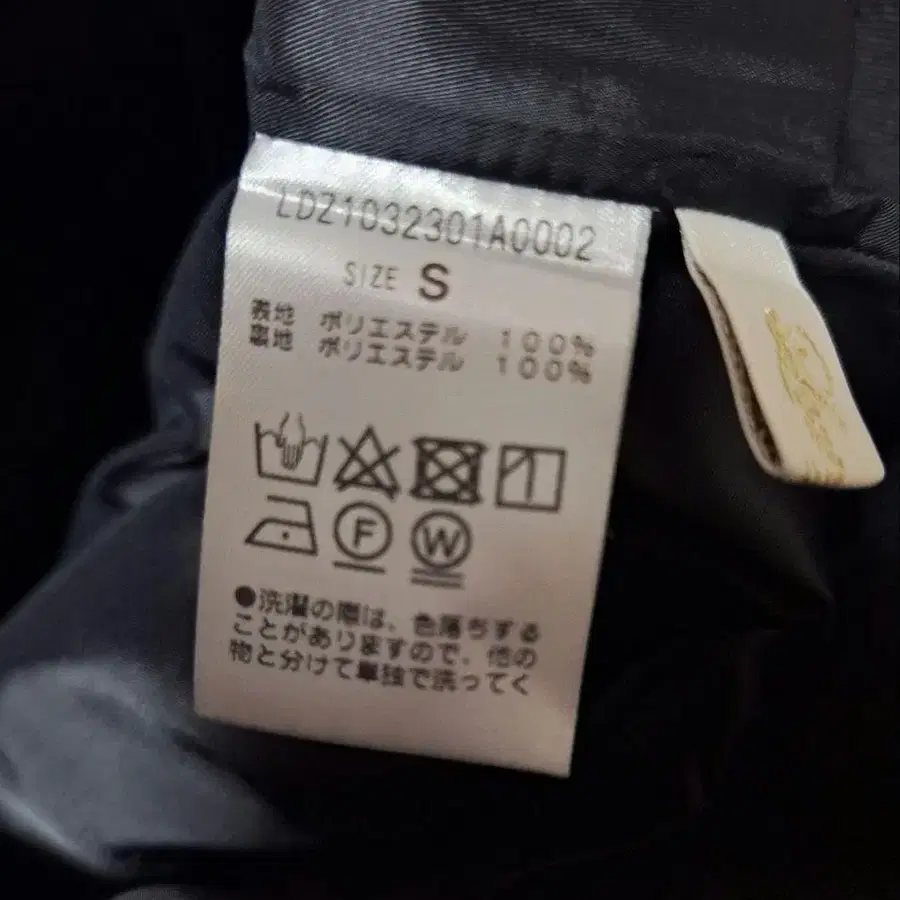 LDZ1032301A0002
SIZE S
表地 ポリエステル 100%
裏地 ポリエステル 100%
F W
●洗濯の際は、色落ちする
ことがありますので、他の
物と分けて単独で洗ってく